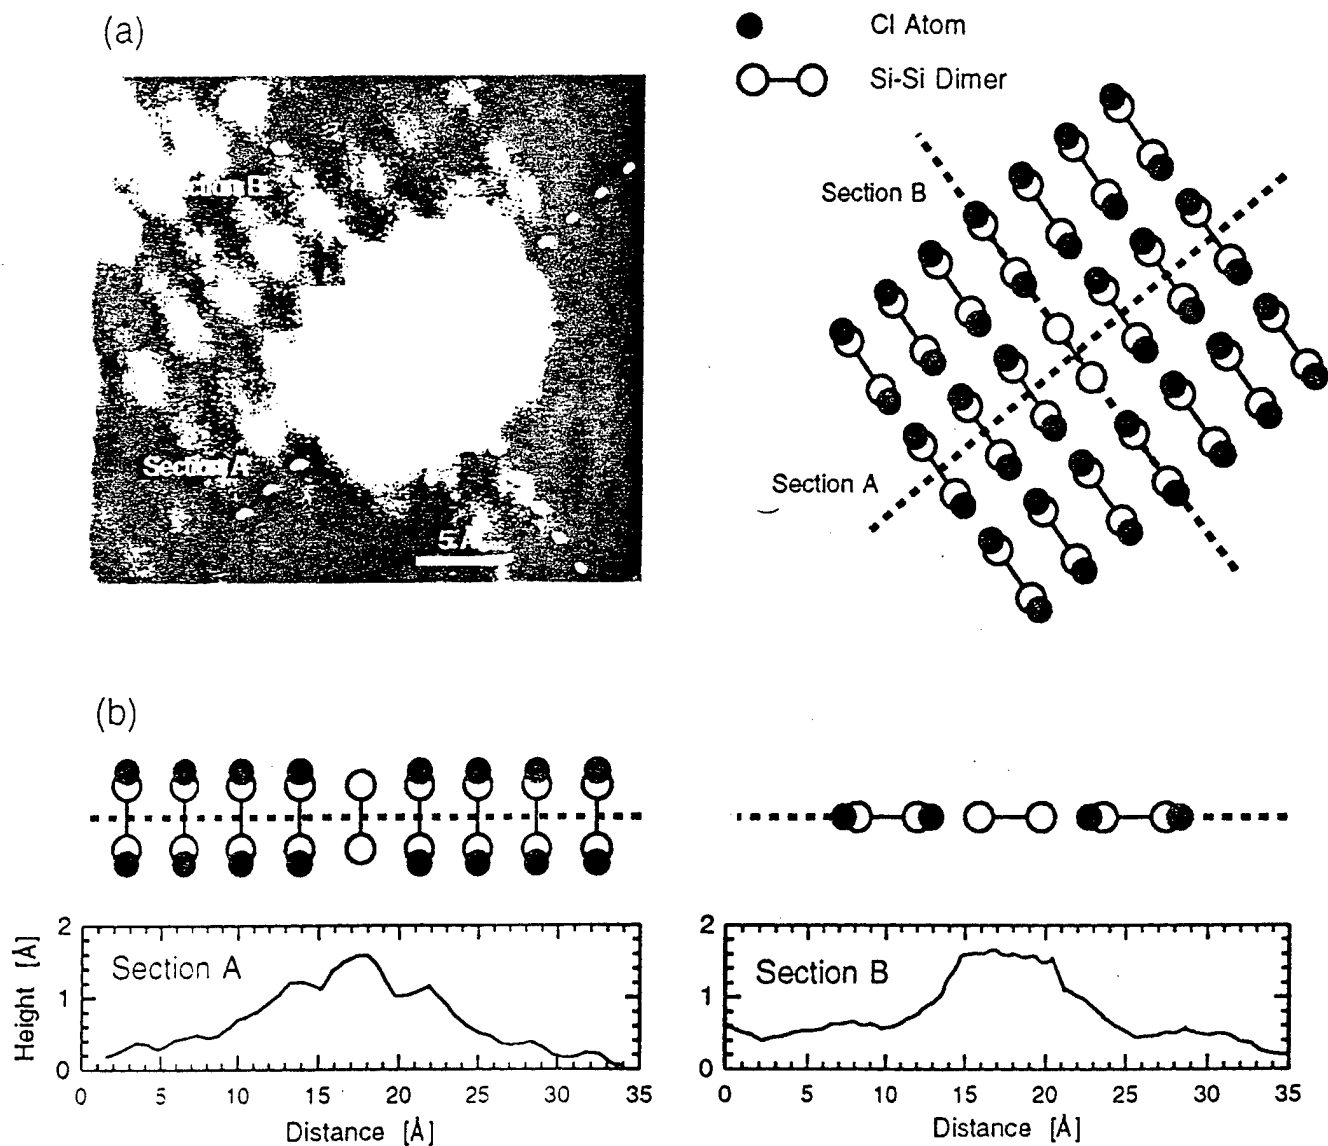 (a)
Cl Atom
Si-Si Dimer
Section B
Section A
5 Å
Section B
Section A
(b)
Height [Å]
2
1
0
Section A
0 5 10 15 20 25 30 35
Distance [Å]
2
1
0
Section B
0 5 10 15 20 25 30 35
Distance [Å]